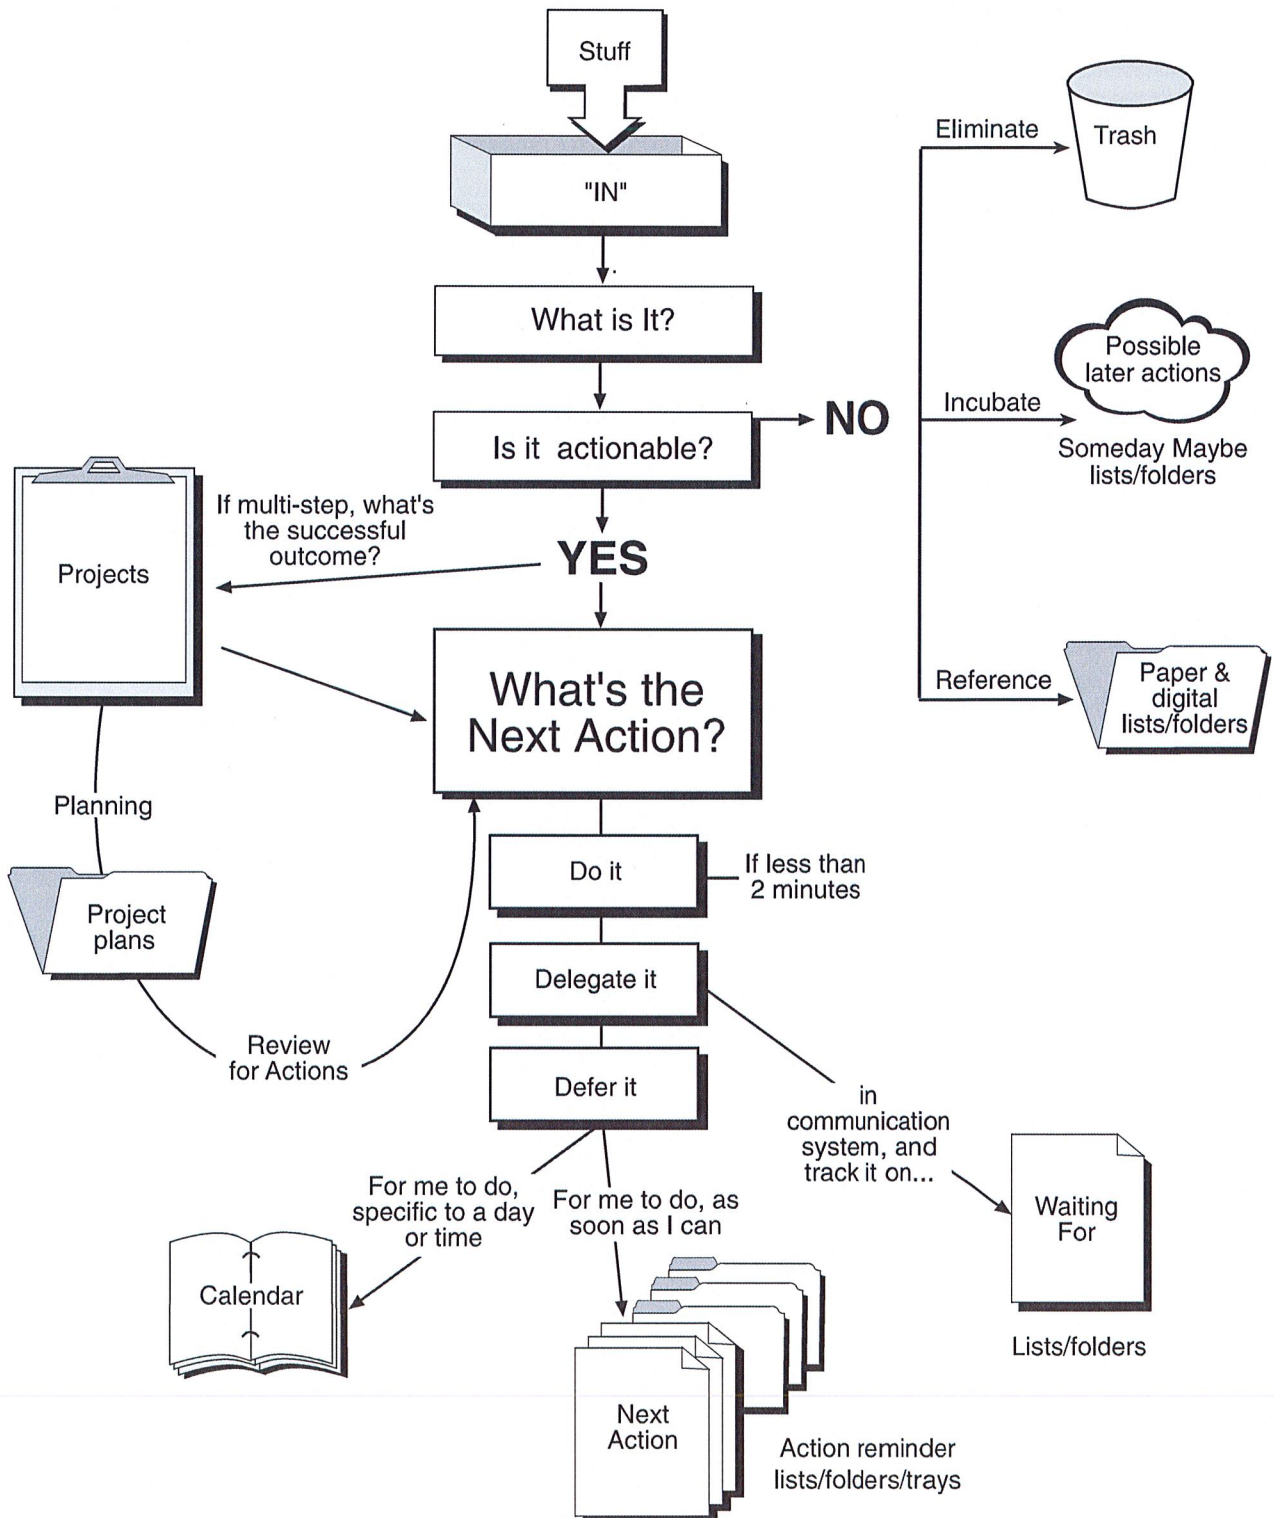 Stuff
"IN"
What is It?
Is it actionable?
NO
Eliminate
Trash
Incubate
Possible
later actions
Someday Maybe
lists/folders
Reference
Paper &
digital
lists/folders
YES
If multi-step, what's
the successful
outcome?
Projects
Planning
Project
plans
Review
for Actions
What's the
Next Action?
Do it
If less than
2 minutes
Delegate it
in
communication
system, and
track it on...
Waiting
For
Lists/folders
Defer it
For me to do,
specific to a day
or time
Calendar
For me to do, as
soon as I can
Next
Action
Action reminder
lists/folders/trays